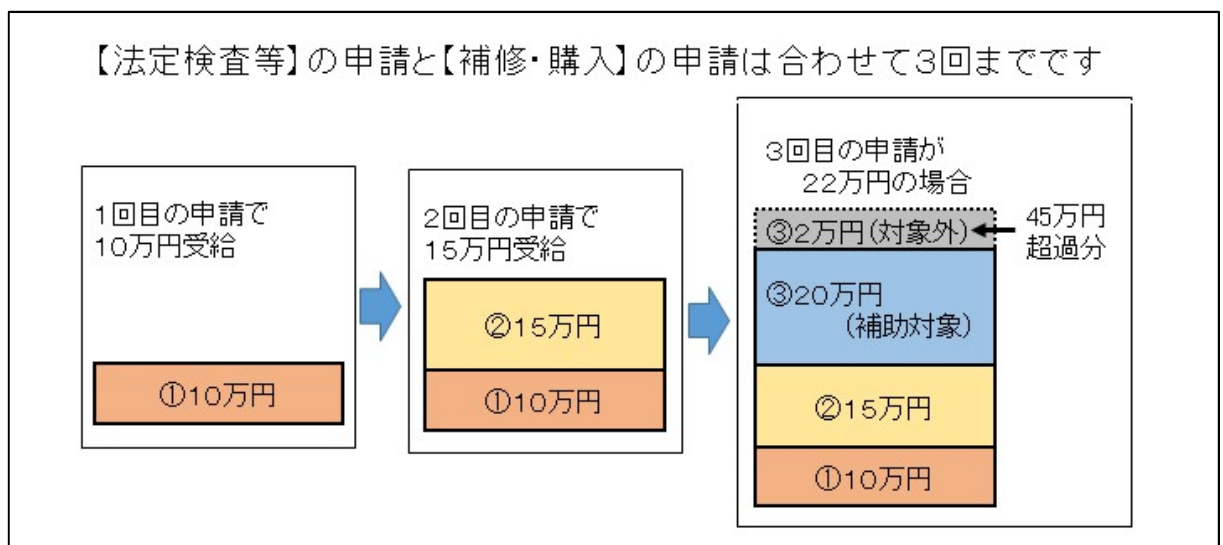 【法定検査等】の申請と【補修・購入】の申請は合わせて3回までです
1回目の申請で
10万円受給
①10万円
2回目の申請で
15万円受給
②15万円
①10万円
3回目の申請が
22万円の場合
③2万円(対象外)
45万円
超過分
③20万円
(補助対象)
②15万円
①10万円